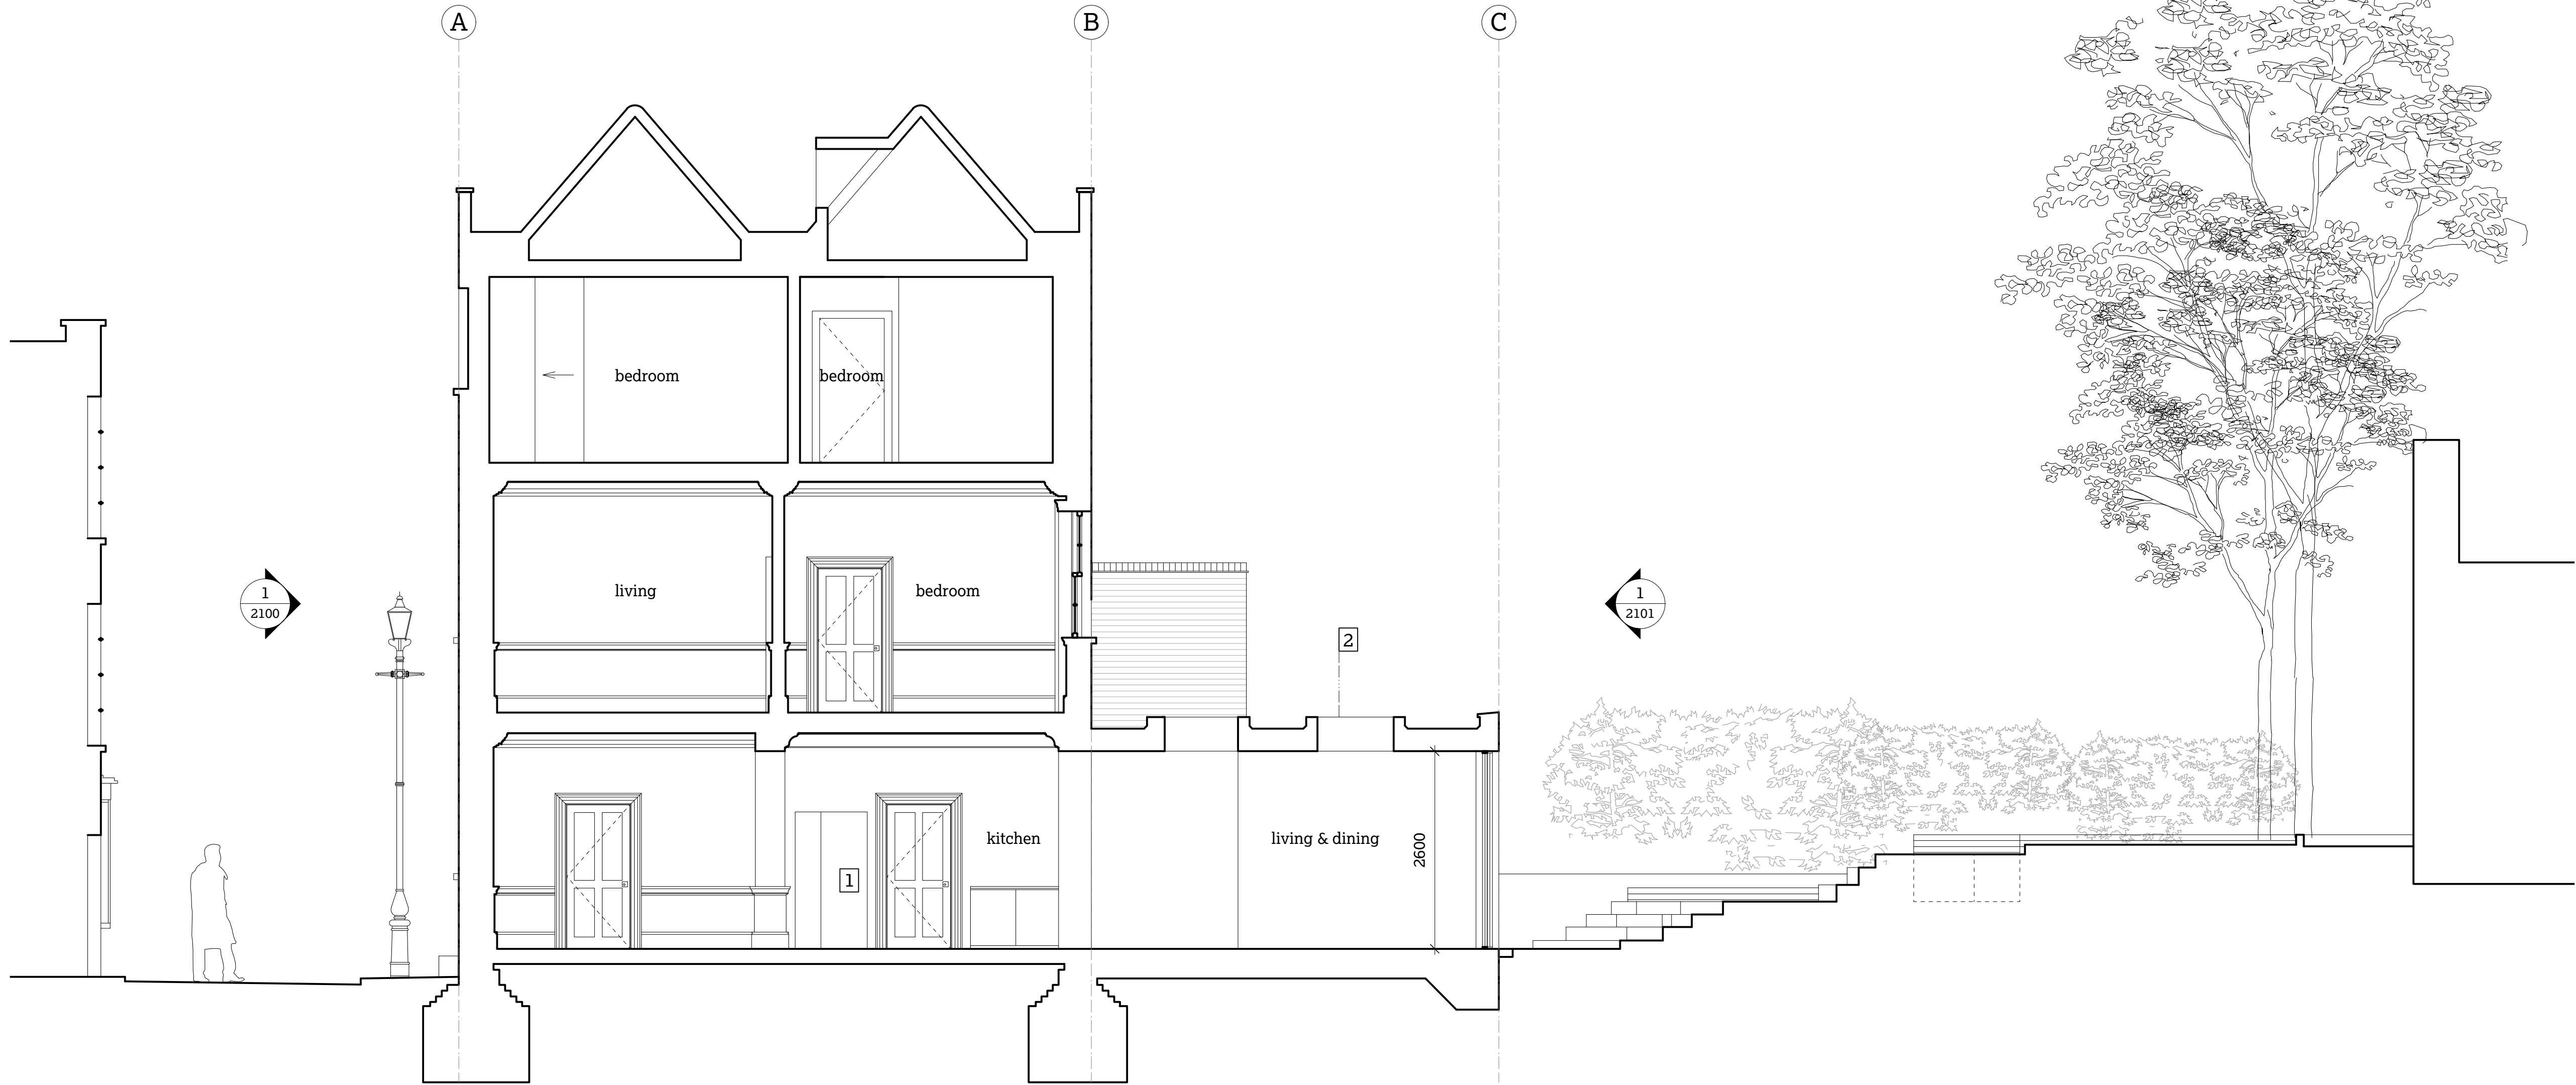 A
B
C
bedroom
bedroom
living
bedroom
1
2100
1
2101
2
kitchen
living & dining
2600
1